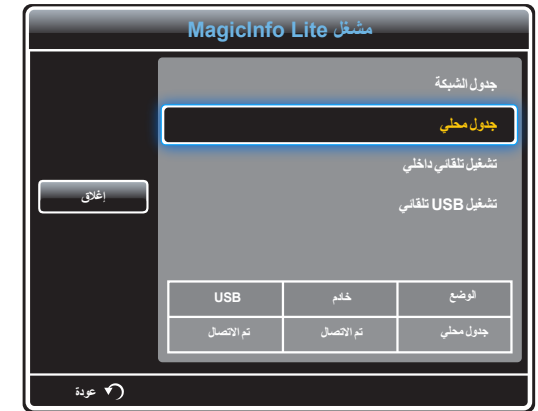 مشغل MagicInfo Lite
جدول الشبكة
جدول محلي
تشغيل تلقائي داخلي
تشغيل USB تلقائي
إغلاق
الوضع خادم USB
جدول محلي تم الاتصال تم الاتصال
عودة